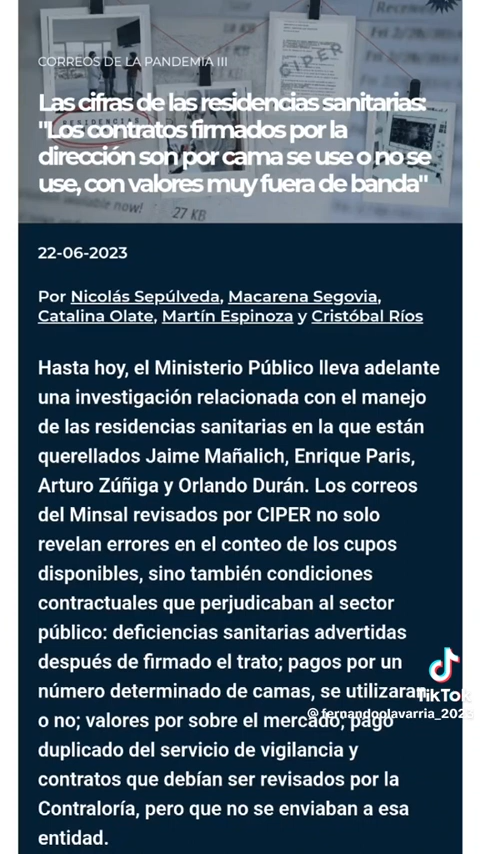 CORREOS DE LA PANDEMIA III
Las cifras de las residencias sanitarias:
"Los contratos firmados por la
dirección son por cama se use o no se
use, con valores muy fuera de banda"
RESIDENCIAS
CIPER
available now!
27 KB
22-06-2023
Por Nicolás Sepúlveda, Macarena Segovia,
Catalina Olate, Martín Espinoza y Cristóbal Ríos
Hasta hoy, el Ministerio Público lleva adelante
una investigación relacionada con el manejo
de las residencias sanitarias en la que están
querellados Jaime Mañalich, Enrique Paris,
Arturo Zúñiga y Orlando Durán. Los correos
del Minsal revisados por CIPER no solo
revelan errores en el conteo de los cupos
disponibles, sino también condiciones
contractuales que perjudicaban al sector
público: deficiencias sanitarias advertidas
después de firmado el trato; pagos por un
número determinado de camas, se utilizaran
o no; valores por sobre el mercado; pago
duplicado del servicio de vigilancia y
contratos que debían ser revisados por la
Contraloría, pero que no se enviaban a esa
entidad.
TikTok
@fernandoolavarria_2023